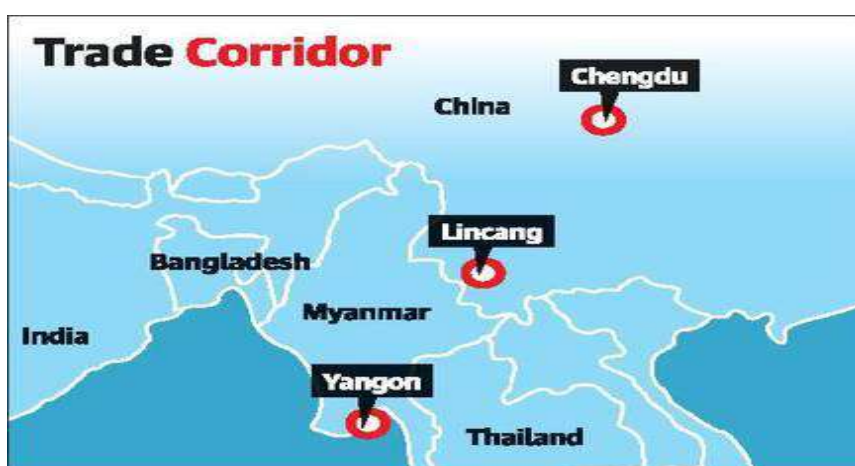 Trade Corridor
Chengdu
China
Lincang
Bangladesh
Myanmar
India
Yangon
Thailand